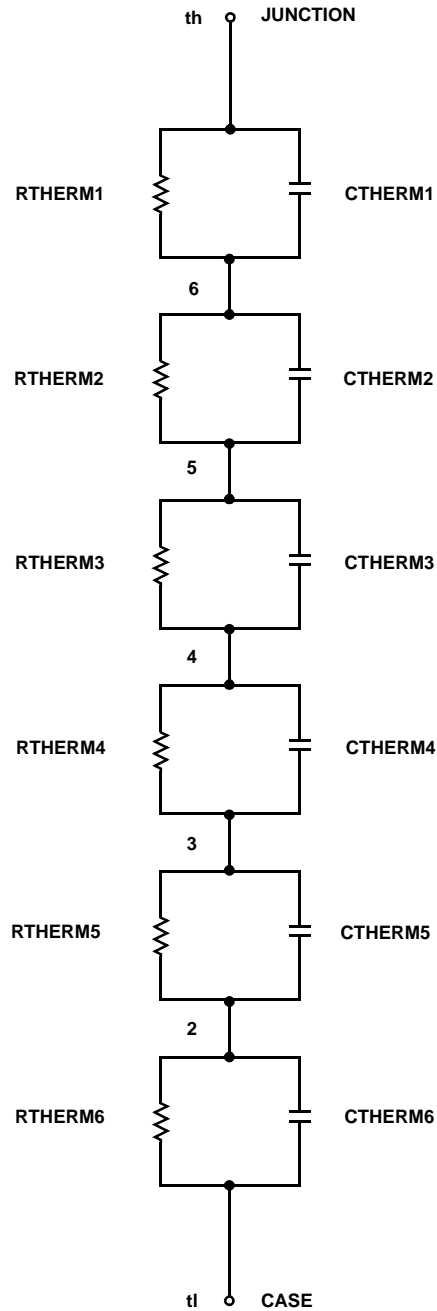 th JUNCTION
RTHERM1 CTHERM1
6
RTHERM2 CTHERM2
5
RTHERM3 CTHERM3
4
RTHERM4 CTHERM4
3
RTHERM5 CTHERM5
2
RTHERM6 CTHERM6
tl CASE